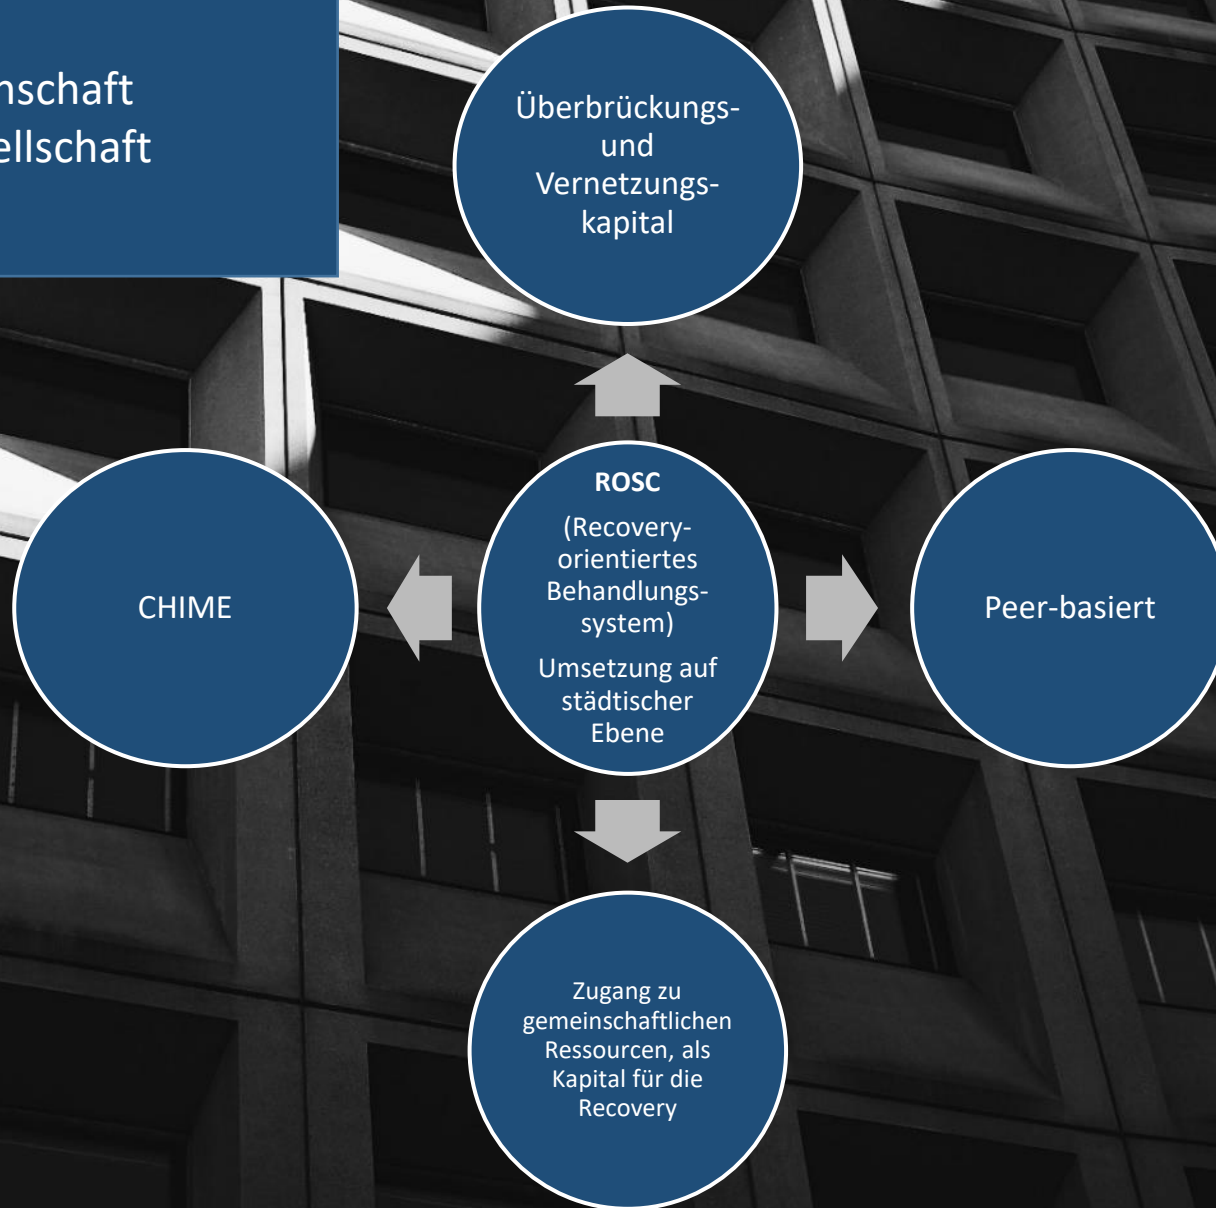 nschaft
ellschaft
Überbrückungs-
und
Vernetzungs-
kapital
ROSC
(Recovery-
orientiertes
Behandlungs-
system)
Umsetzung auf
städtischer
Ebene
CHIME
Peer-basiert
Zugang zu
gemeinschaftlichen
Ressourcen, als
Kapital für die
Recovery